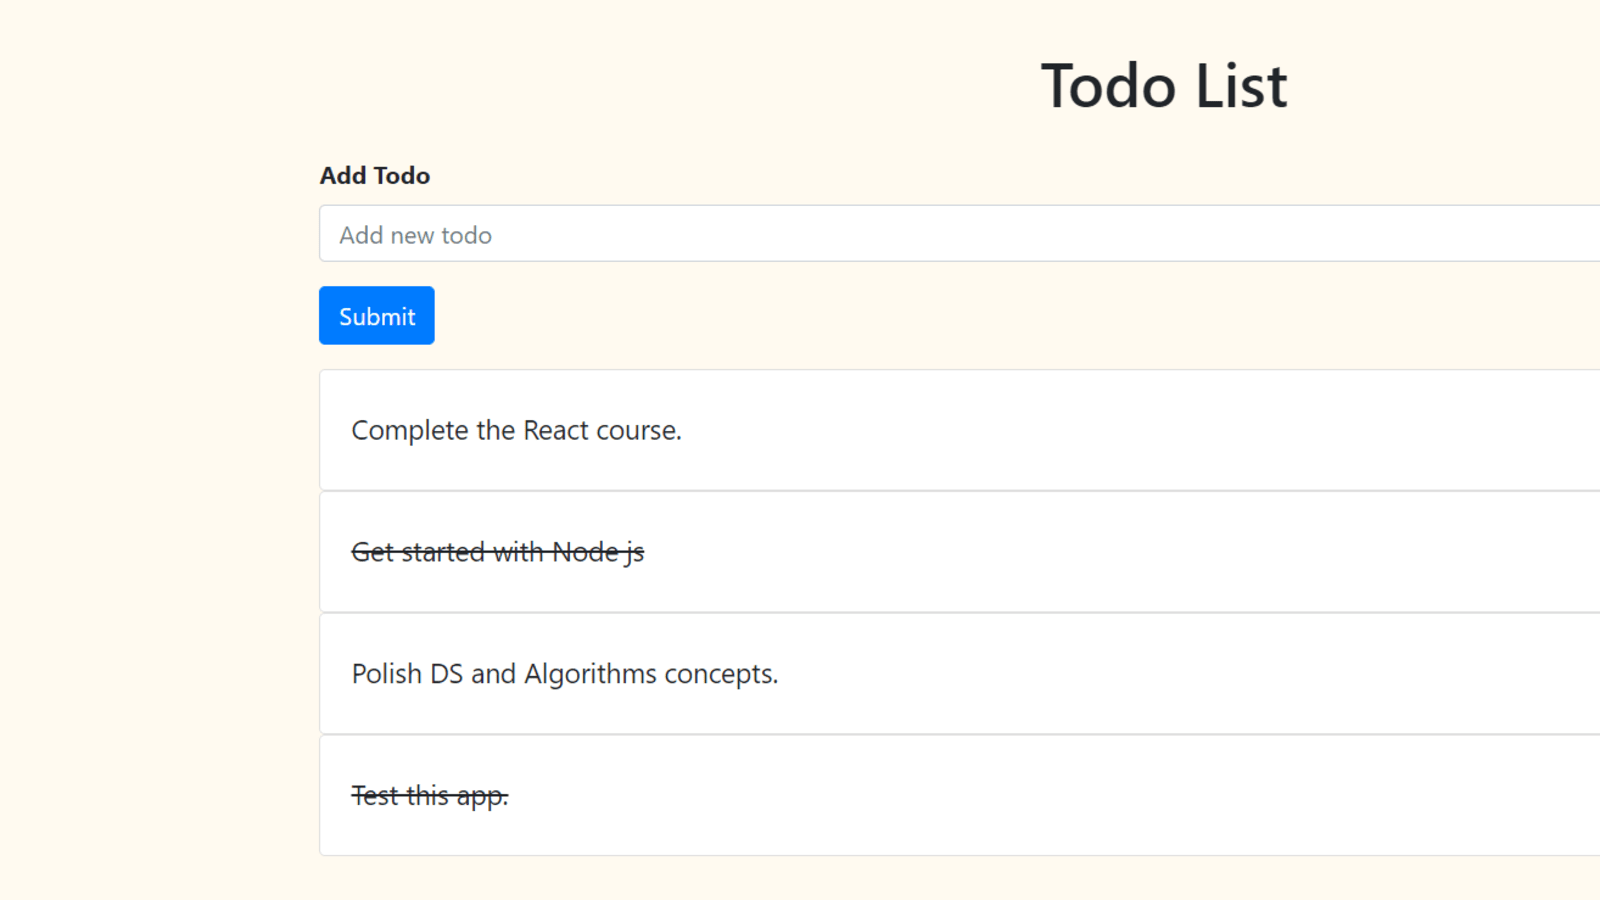 Todo List
Add Todo
Add new todo
Submit
Complete the React course.
Get started with Node js
Polish DS and Algorithms concepts.
Test this app.